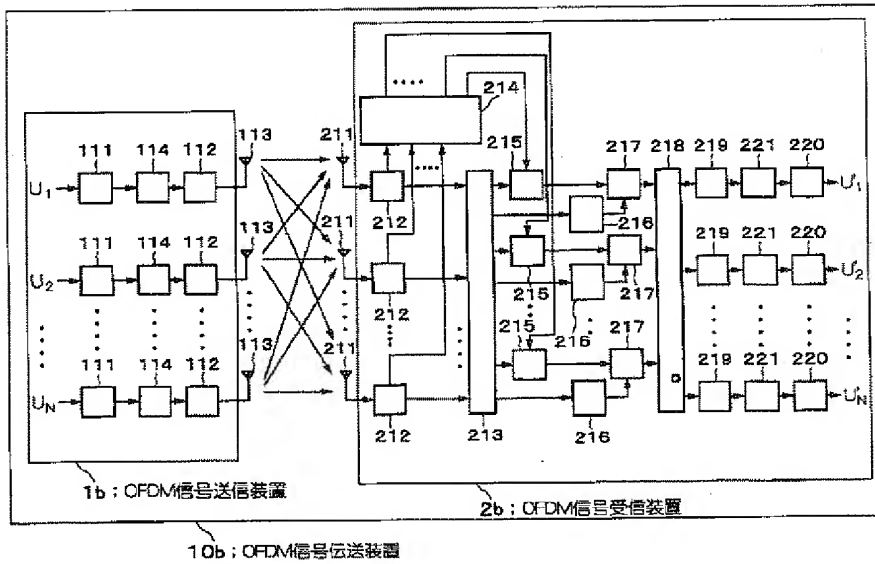 214
111 114 112 113 211 215 217 218 219 221 220
U1 U'1
212 216
111 114 112 113 211 219 221 220
U2 U'2
212 215 216 217
111 114 112 113 211 215 217 219 221 220
UN U'N
212 213 216
1b ; OFDM信号送信装置
2b ; OFDM信号受信装置
10b ; OFDM信号伝送装置